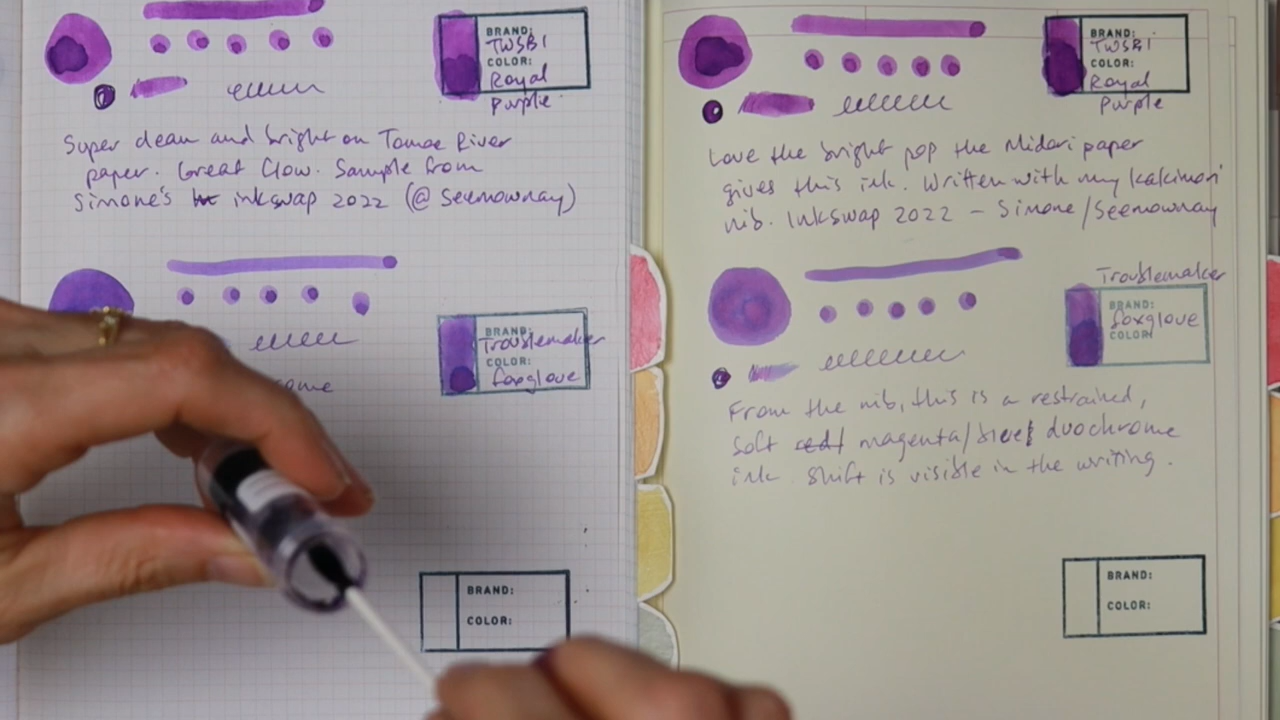 BRAND:
TWSBI
COLOR:
Royal
Purple
Super clean and bright on Tomoe River
paper. Great flow. Sample from
Simone's inkswap 2022 (@Seemownay)
BRAND:
Troublemaker
COLOR:
foxglove
ome
BRAND:
COLOR:
BRAND:
TWSBI
COLOR:
Royal
Purple
Love the bright pop the Midori paper
gives this ink. Written with my kakimori
nib. Inkswap 2022 - Simone/Seemownay
Troublemaker
BRAND:
foxglove
COLOR:
From the nib, this is a restrained,
soft red/ magenta/blue duochrome
ink shift is visible in the writing.
BRAND:
COLOR: